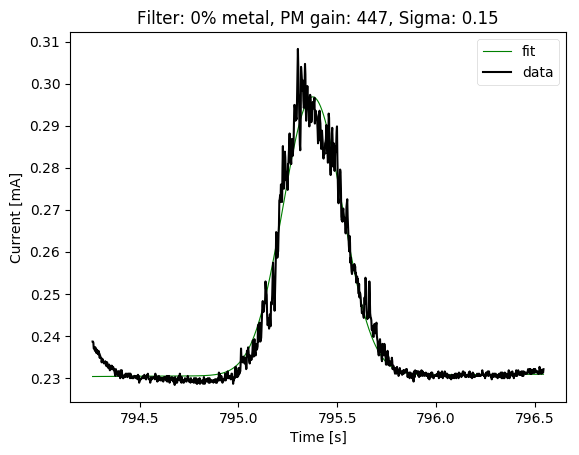 Filter: 0% metal, PM gain: 447, Sigma: 0.15
fit
data
0.31
0.30
0.29
0.28
0.27
0.26
0.25
0.24
0.23
Current [mA]
794.5
795.0
795.5
796.0
796.5
Time [s]